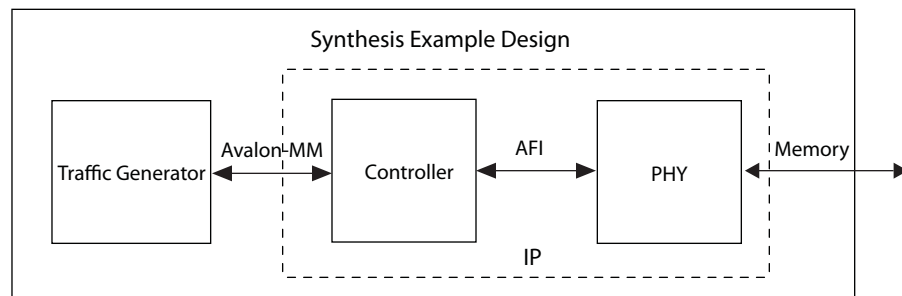 Synthesis Example Design
Traffic Generator
Avalon-MM
Controller
AFI
PHY
Memory
IP